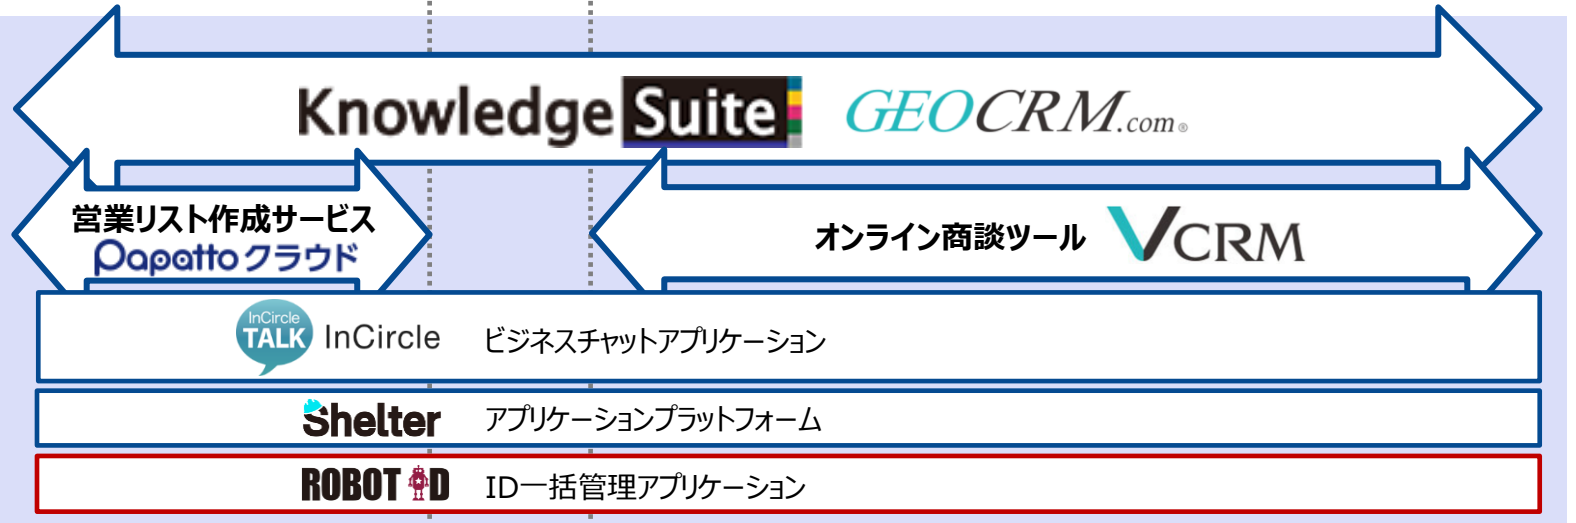 Knowledge Suite GEOCRM.com®
営業リスト作成サービス
Papattoクラウド
オンライン商談ツール VCRM
InCircle
TALK InCircle ビジネスチャットアプリケーション
Shelter アプリケーションプラットフォーム
ROBOT ID ID一括管理アプリケーション